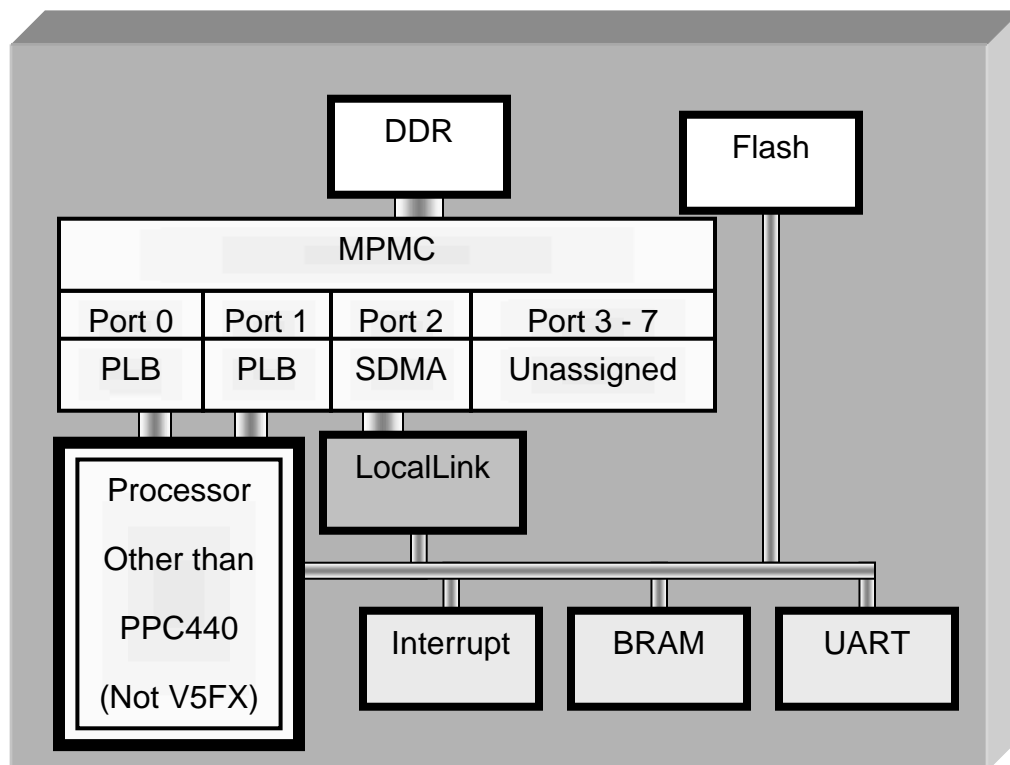 DDR
Flash
MPMC
Port 0 Port 1 Port 2 Port 3 - 7
PLB PLB SDMA Unassigned
LocalLink
Processor
Other than
PPC440
(Not V5FX)
Interrupt BRAM UART